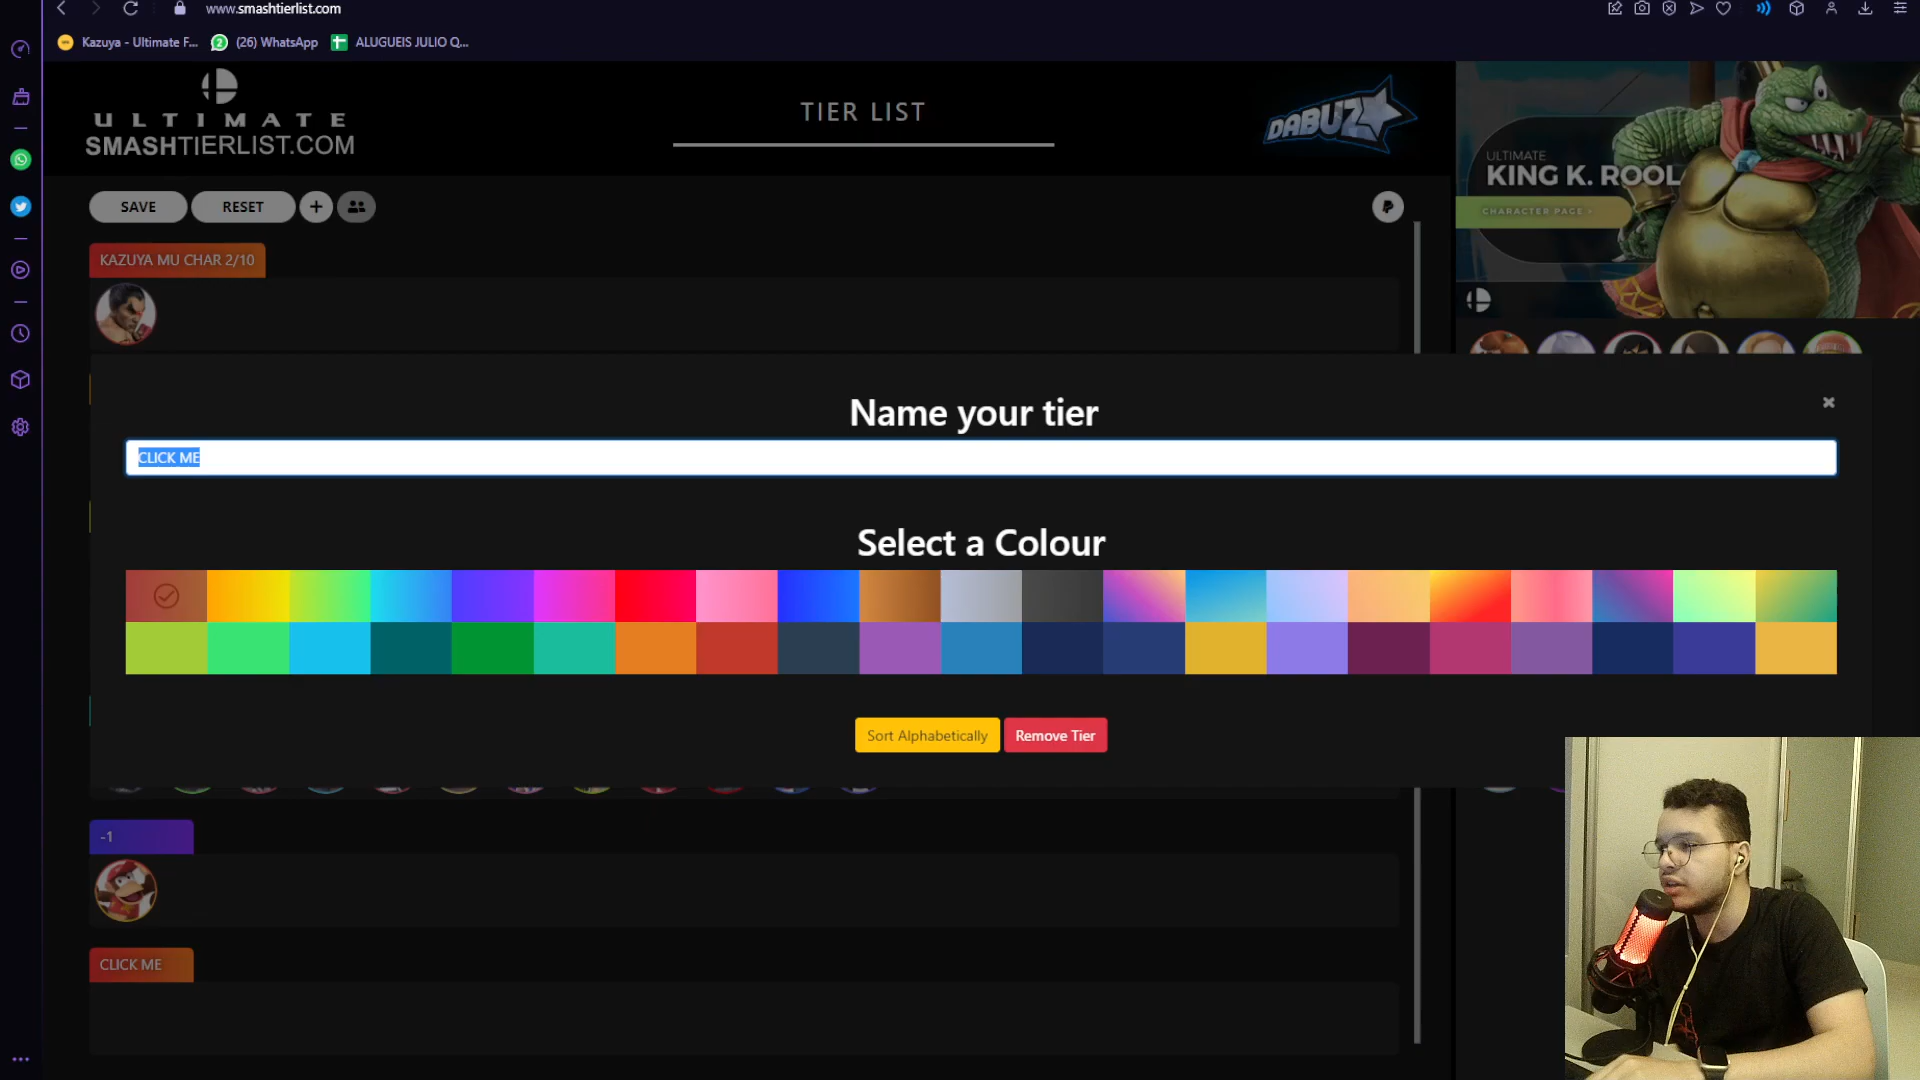 www.smashtierlist.com
Kazuya - Ultimate F...
2
(26) WhatsApp
ALUGUEIS JULIO Q...
ULTIMATE
SMASHTIERLIST.COM
TIER LIST
DABUZ
ULTIMATE
KING K. ROOL
CHARACTER PAGE
SAVE
RESET
KAZUYA MU CHAR 2/10
Name your tier
CLICK ME
Select a Colour
Sort Alphabetically
Remove Tier
-1
CLICK ME